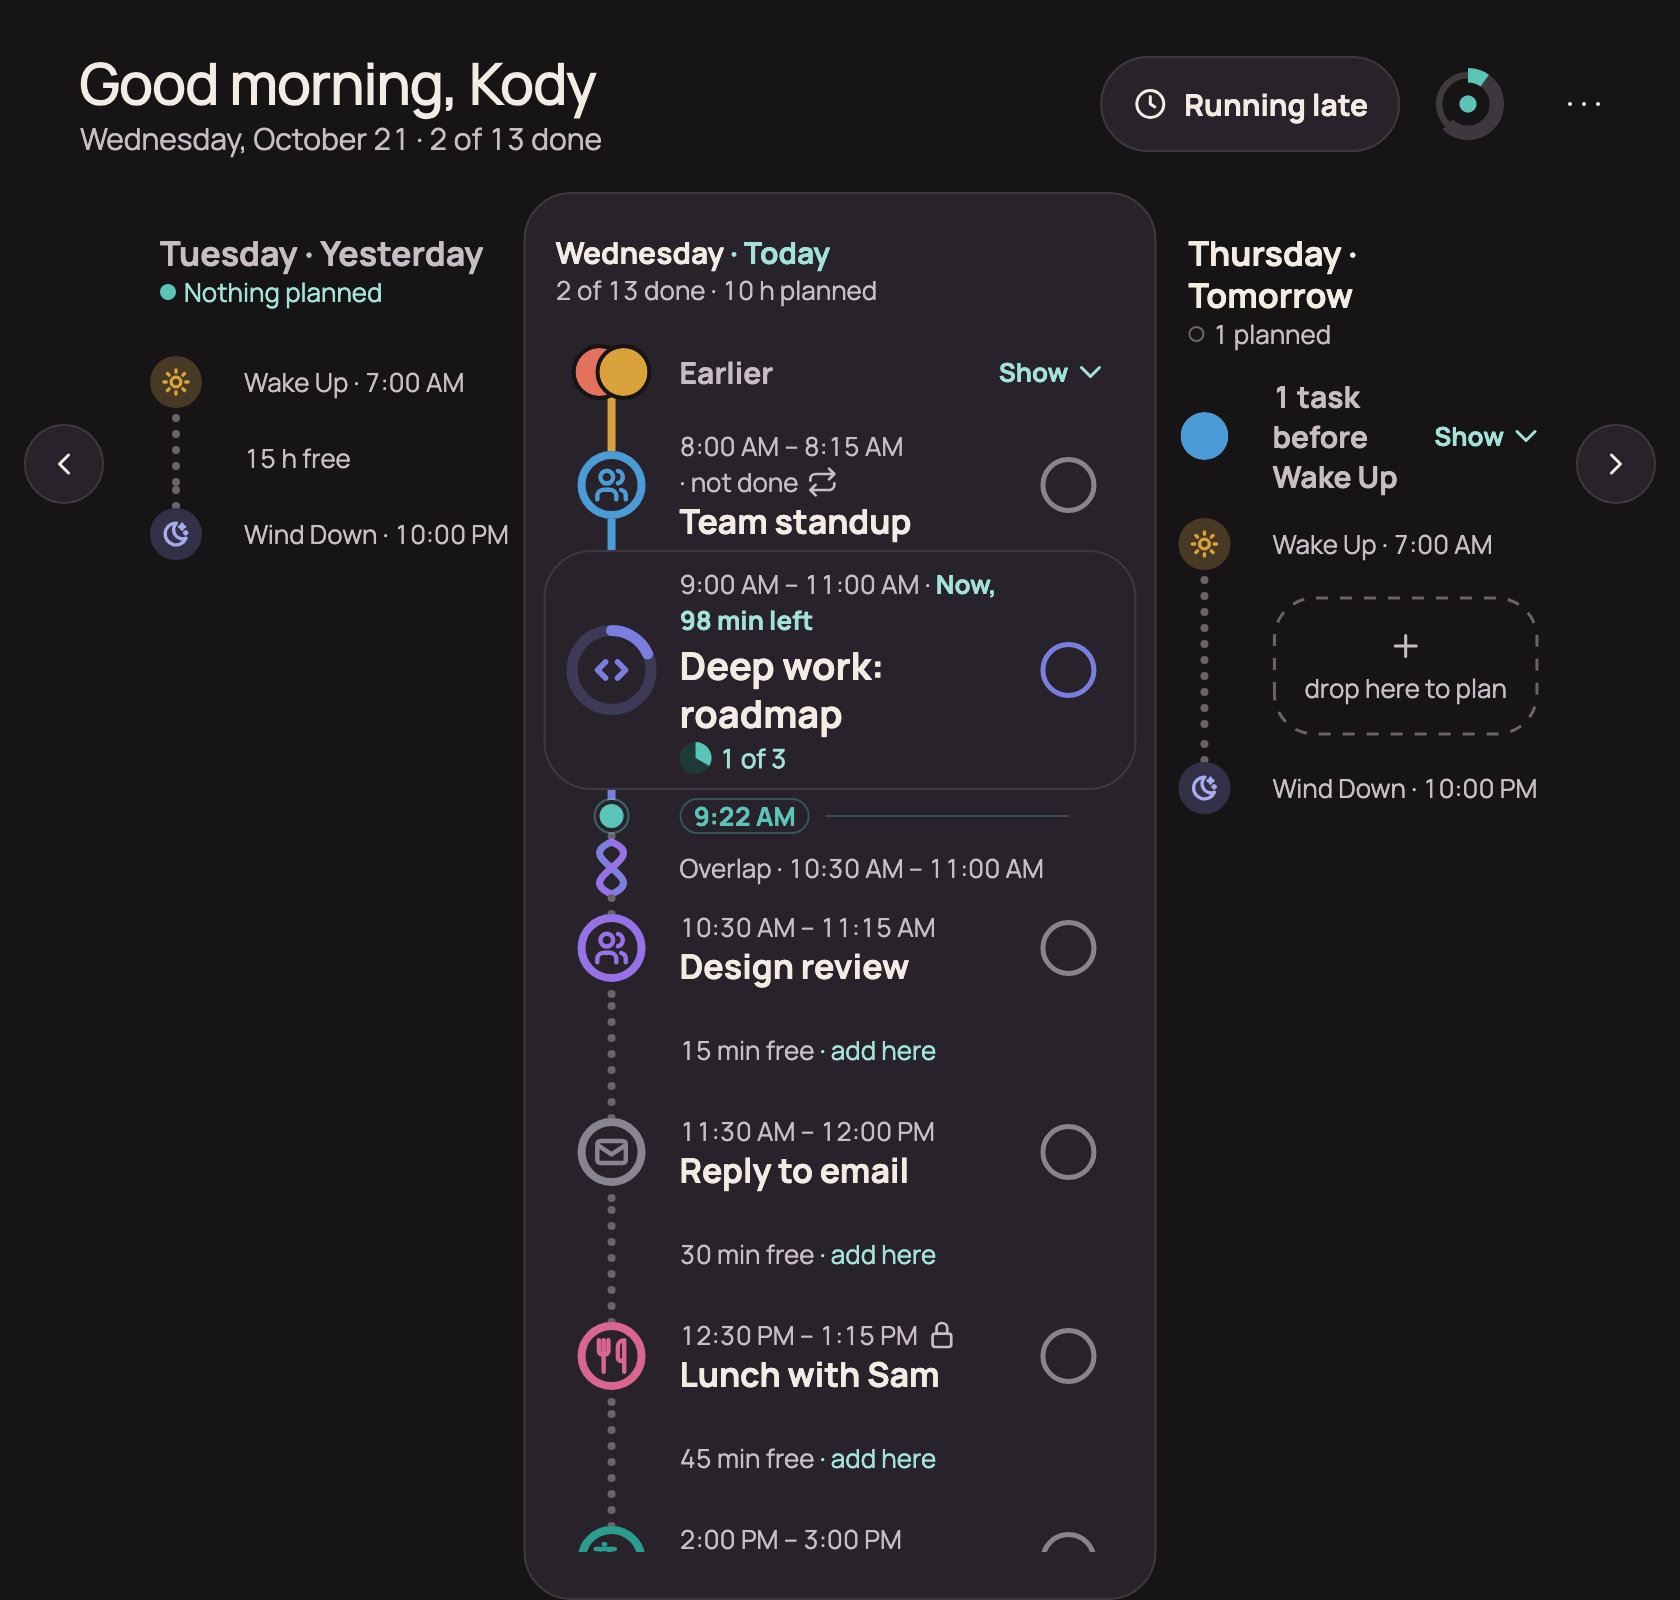 Good morning, Kody
Wednesday, October 21 · 2 of 13 done
Running late
Tuesday · Yesterday
Nothing planned
Wake Up · 7:00 AM
15 h free
Wind Down · 10:00 PM
Wednesday · Today
2 of 13 done · 10 h planned
Earlier
Show
8:00 AM – 8:15 AM
· not done
Team standup
9:00 AM – 11:00 AM · Now,
98 min left
Deep work:
roadmap
1 of 3
9:22 AM
Overlap · 10:30 AM – 11:00 AM
10:30 AM – 11:15 AM
Design review
15 min free · add here
11:30 AM – 12:00 PM
Reply to email
30 min free · add here
12:30 PM – 1:15 PM
Lunch with Sam
45 min free · add here
2:00 PM – 3:00 PM
Thursday ·
Tomorrow
1 planned
1 task
before
Wake Up
Show
Wake Up · 7:00 AM
drop here to plan
Wind Down · 10:00 PM